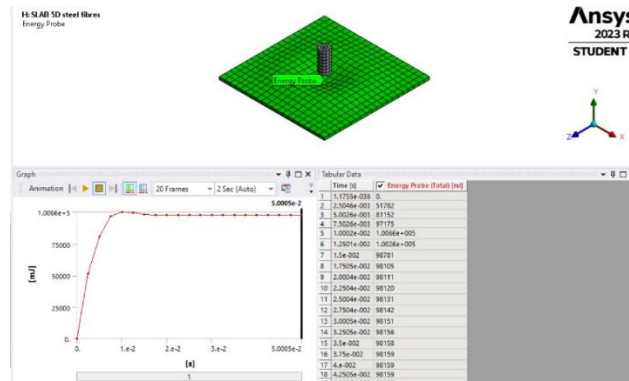 H: SLAB 5D steel fibres
Energy Probe
Ansys
2023 R
STUDENT
Energy Probe
Y
Z
X
Graph
Animation
20 Frames
2 Sec (Auto)
5.0005e-2
1.0066e+5
75000
50000
25000
0.
[mJ]
0.
1.e-2
2.e-2
3.e-2
5.0005e-2
[s]
1
Tabular Data
Time [s] Energy Probe (Total) [mJ]
1 1.1755e-038 0.
2 2.5046e-003 51782
3 5.0026e-003 81152
4 7.5026e-003 97175
5 1.0002e-002 1.0066e+005
6 1.2501e-002 1.0026e+005
7 1.5e-002 98781
8 1.7505e-002 98105
9 2.0004e-002 98111
10 2.2504e-002 98120
11 2.5004e-002 98131
12 2.7504e-002 98142
13 3.0005e-002 98151
14 3.2505e-002 98156
15 3.5e-002 98158
16 3.75e-002 98159
17 4.e-002 98159
18 4.2505e-002 98159